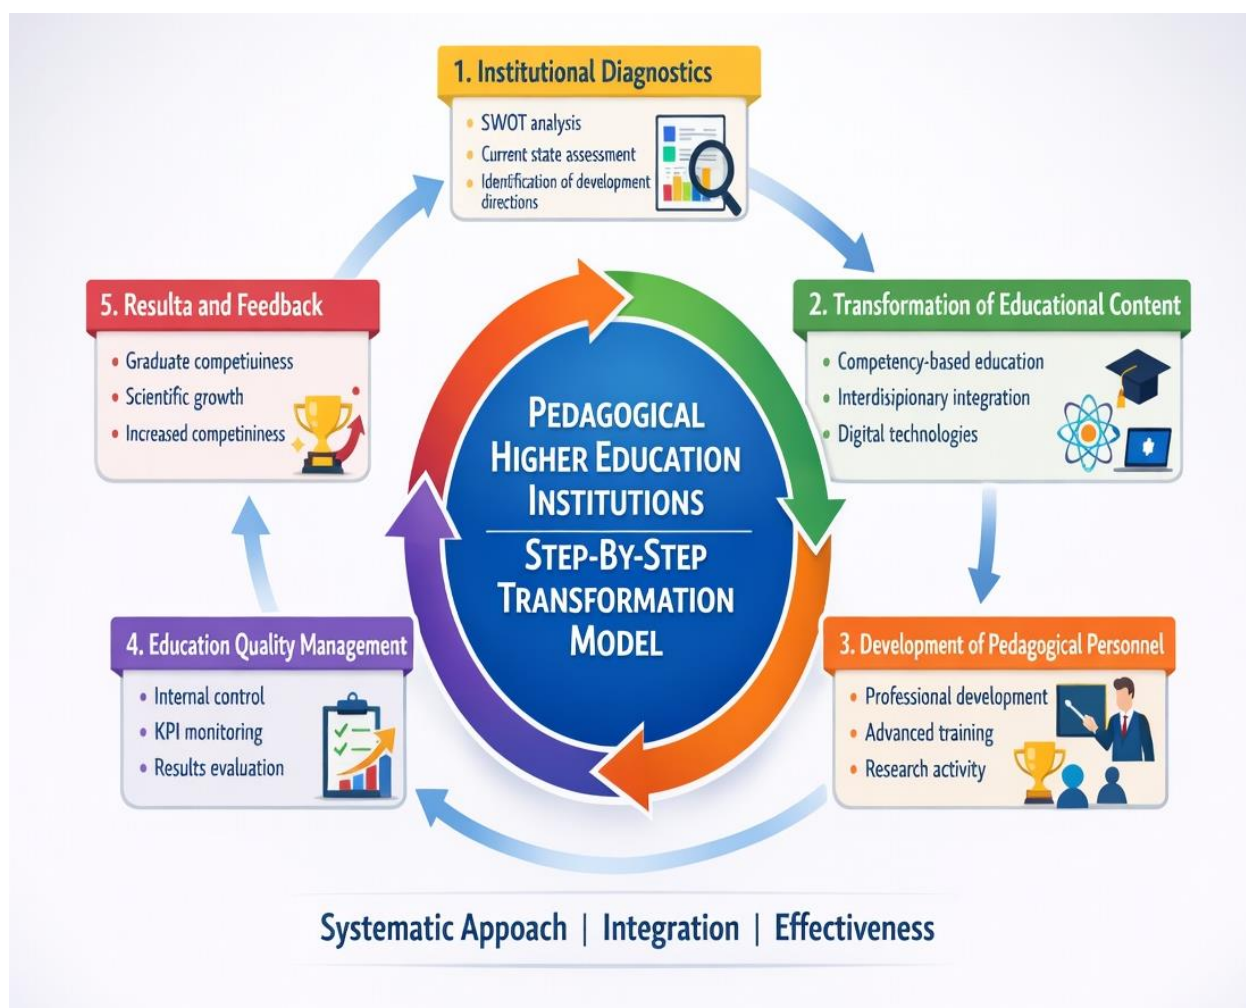 1. Institutional Diagnostics
• SWOT analysis
• Current state assessment
• Identification of development
directions
2. Transformation of Educational Content
• Competency-based education
• Interdisipionary integration
• Digital technologies
3. Development of Pedagogical Personnel
• Professional development
• Advanced training
• Research activity
4. Education Quality Management
• Internal control
• KPI monitoring
• Results evaluation
5. Resulta and Feedback
• Graduate competiuiness
• Scientific growth
• Increased competininess
PEDAGOGICAL
HIGHER EDUCATION
INSTITUTIONS
STEP-BY-STEP
TRANSFORMATION
MODEL
Systematic Appoach | Integration | Effectiveness